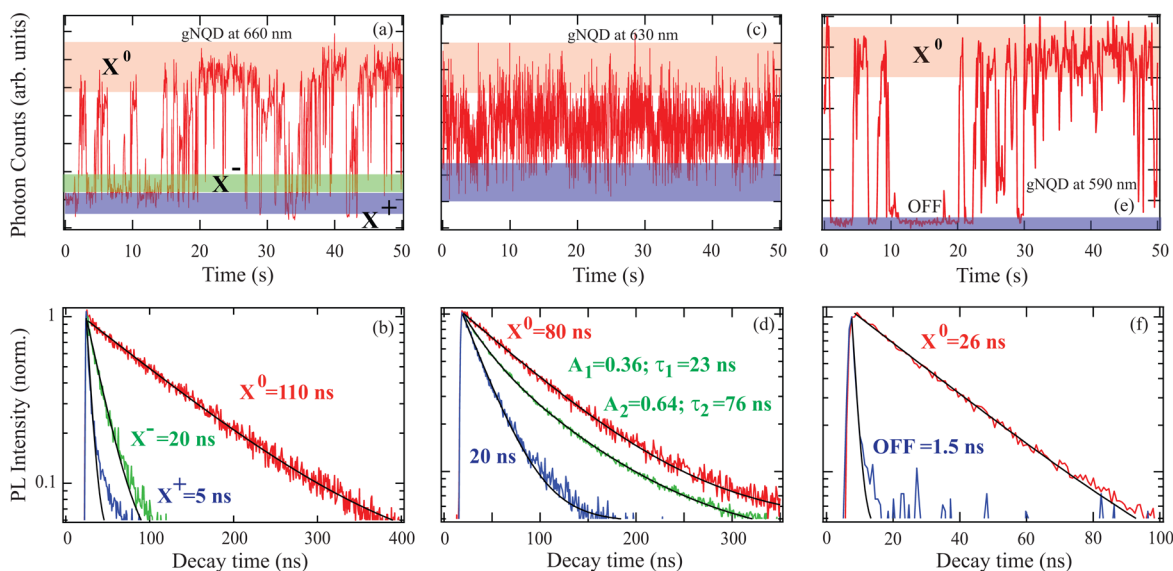 Photon Counts (arb. units)
gNQD at 660 nm
(a)
X⁰
X⁻
X⁺
0 10 20 30 40 50
Time (s)
gNQD at 630 nm
(c)
0 10 20 30 40 50
Time (s)
X⁰
gNQD at 590 nm
OFF
(e)
0 10 20 30 40 50
Time (s)
PL Intensity (norm.)
1
0.1
(b)
X⁰=110 ns
X⁻=20 ns
X⁺=5 ns
0 100 200 300 400
Decay time (ns)
(d)
X⁰=80 ns
A₁=0.36; τ₁= 23 ns
A₂=0.64; τ₂= 76 ns
20 ns
0 100 200 300
Decay time (ns)
(f)
X⁰=26 ns
OFF =1.5 ns
0 20 40 60 80 100
Decay time (ns)